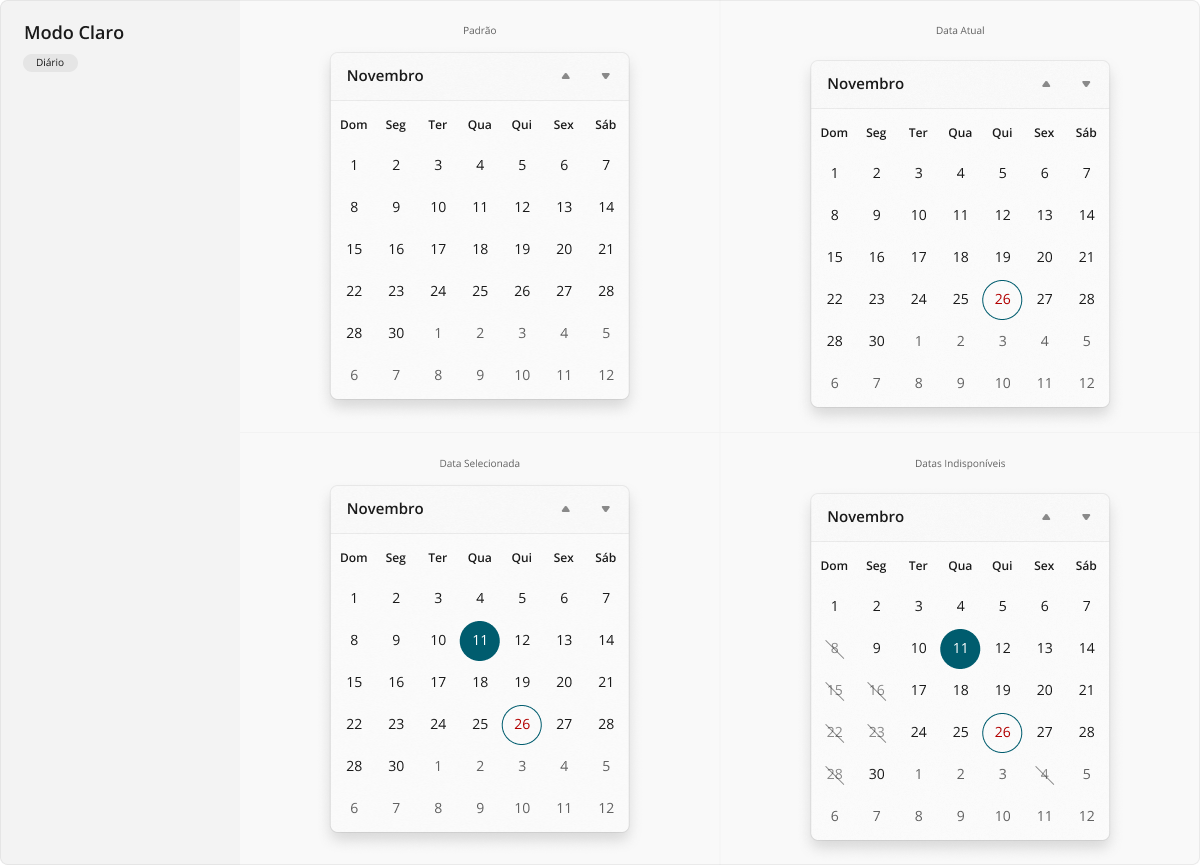 Modo Claro
Diário
Padrão
Novembro
Dom Seg Ter Qua Qui Sex Sáb
1 2 3 4 5 6 7
8 9 10 11 12 13 14
15 16 17 18 19 20 21
22 23 24 25 26 27 28
28 30 1 2 3 4 5
6 7 8 9 10 11 12
Data Atual
Novembro
Dom Seg Ter Qua Qui Sex Sáb
1 2 3 4 5 6 7
8 9 10 11 12 13 14
15 16 17 18 19 20 21
22 23 24 25 26 27 28
28 30 1 2 3 4 5
6 7 8 9 10 11 12
Data Selecionada
Novembro
Dom Seg Ter Qua Qui Sex Sáb
1 2 3 4 5 6 7
8 9 10 11 12 13 14
15 16 17 18 19 20 21
22 23 24 25 26 27 28
28 30 1 2 3 4 5
6 7 8 9 10 11 12
Datas Indisponíveis
Novembro
Dom Seg Ter Qua Qui Sex Sáb
1 2 3 4 5 6 7
8 9 10 11 12 13 14
15 16 17 18 19 20 21
22 23 24 25 26 27 28
28 30 1 2 3 4 5
6 7 8 9 10 11 12